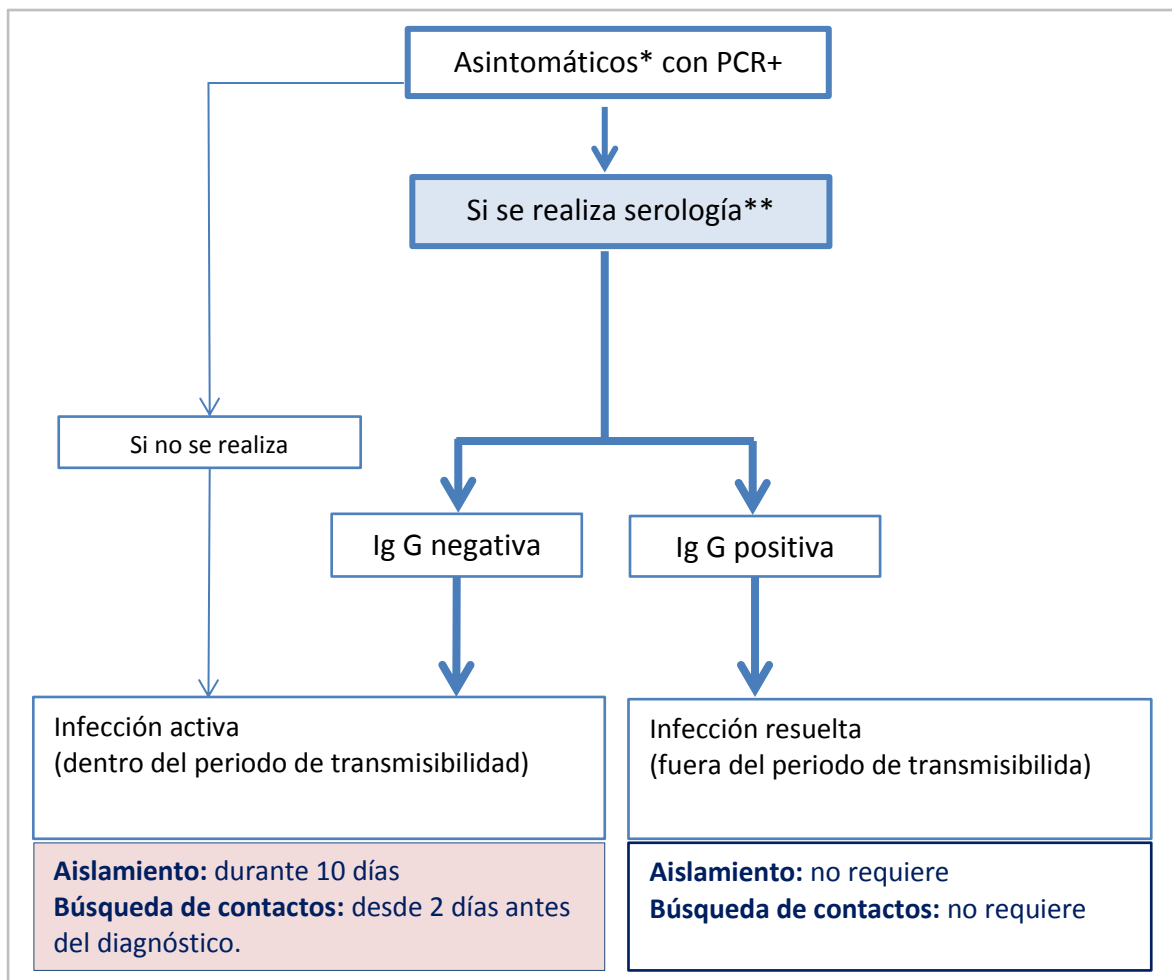 Asintomáticos* con PCR+
Si se realiza serología**
Si no se realiza
Ig G negativa
Ig G positiva
Infección activa
(dentro del periodo de transmisibilidad)
Aislamiento: durante 10 días
Búsqueda de contactos: desde 2 días antes
del diagnóstico.
Infección resuelta
(fuera del periodo de transmisibilida)
Aislamiento: no requiere
Búsqueda de contactos: no requiere